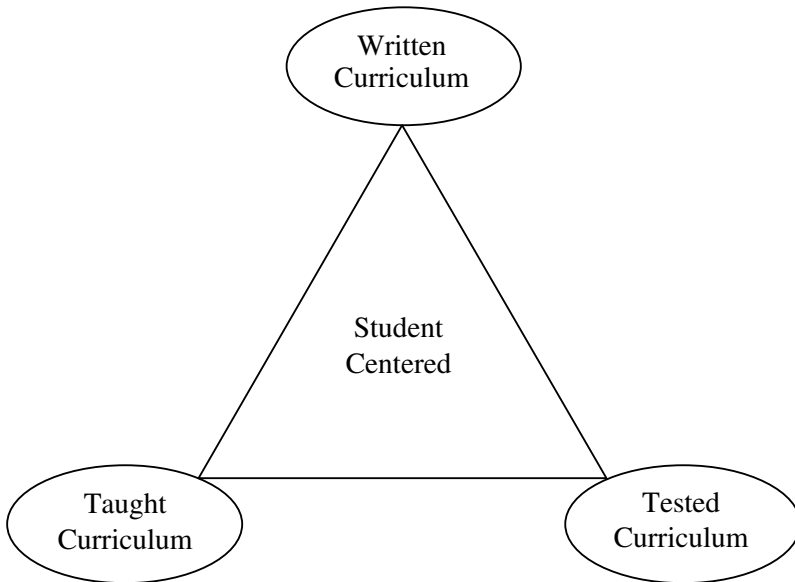 Written
Curriculum
Student
Centered
Taught
Curriculum
Tested
Curriculum